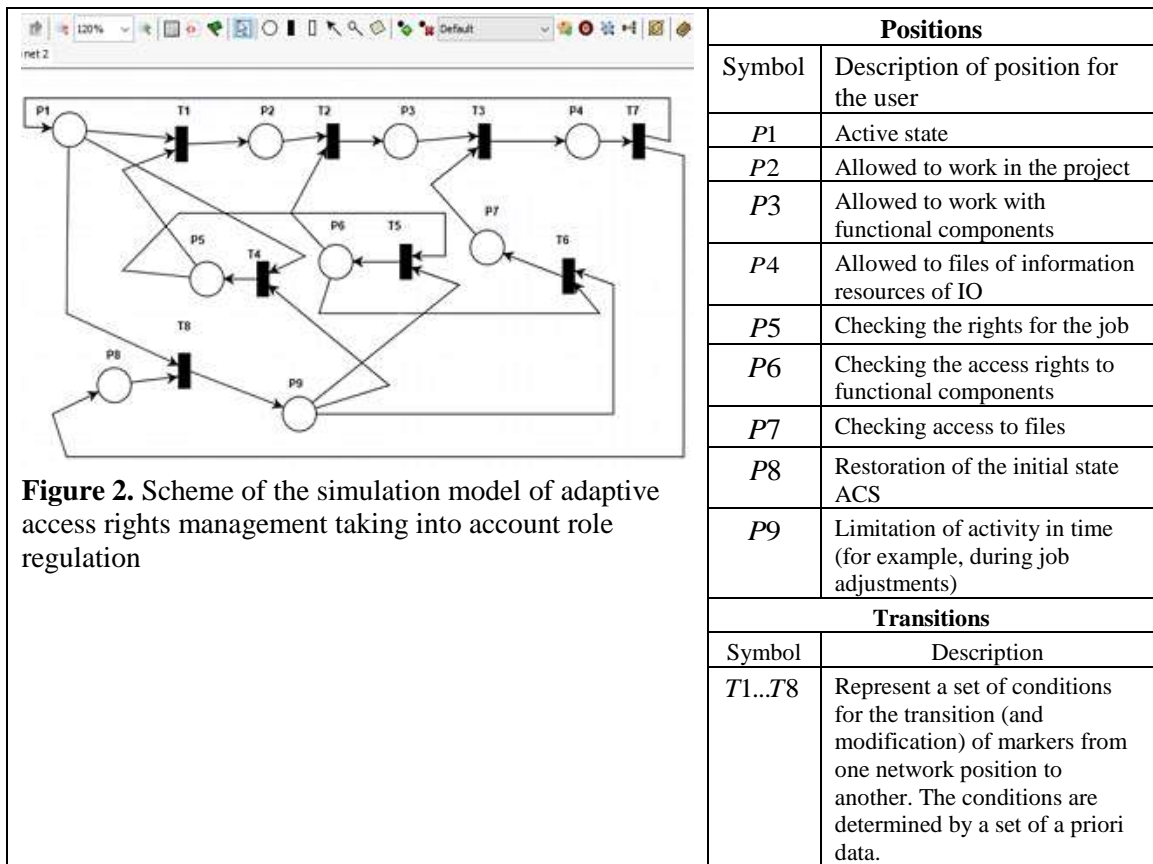 120%
Default
net 2
P1
T1
P2
T2
P3
T3
P4
T7
P5
T4
P6
T5
P7
T6
T8
P8
P9
Figure 2. Scheme of the simulation model of adaptive
access rights management taking into account role
regulation
Positions
Symbol
Description of position for
the user
P1
Active state
P2
Allowed to work in the project
P3
Allowed to work with
functional components
P4
Allowed to files of information
resources of IO
P5
Checking the rights for the job
P6
Checking the access rights to
functional components
P7
Checking access to files
P8
Restoration of the initial state
ACS
P9
Limitation of activity in time
(for example, during job
adjustments)
Transitions
Symbol
Description
T1...T8
Represent a set of conditions
for the transition (and
modification) of markers from
one network position to
another. The conditions are
determined by a set of a priori
data.